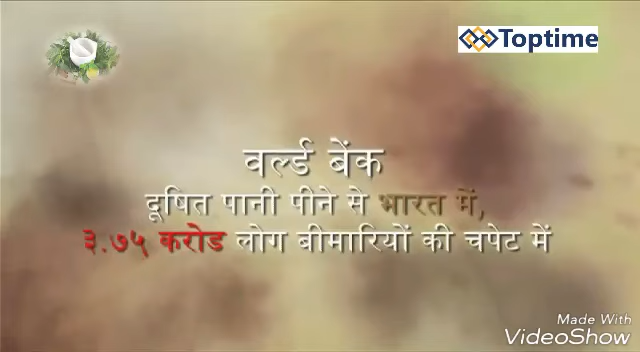 Toptime
वर्ल्ड बेंक
दूषित पानी पीने से भारत में,
३.७५ करोड लोग बीमारियों की चपेट में
Made With
VideoShow